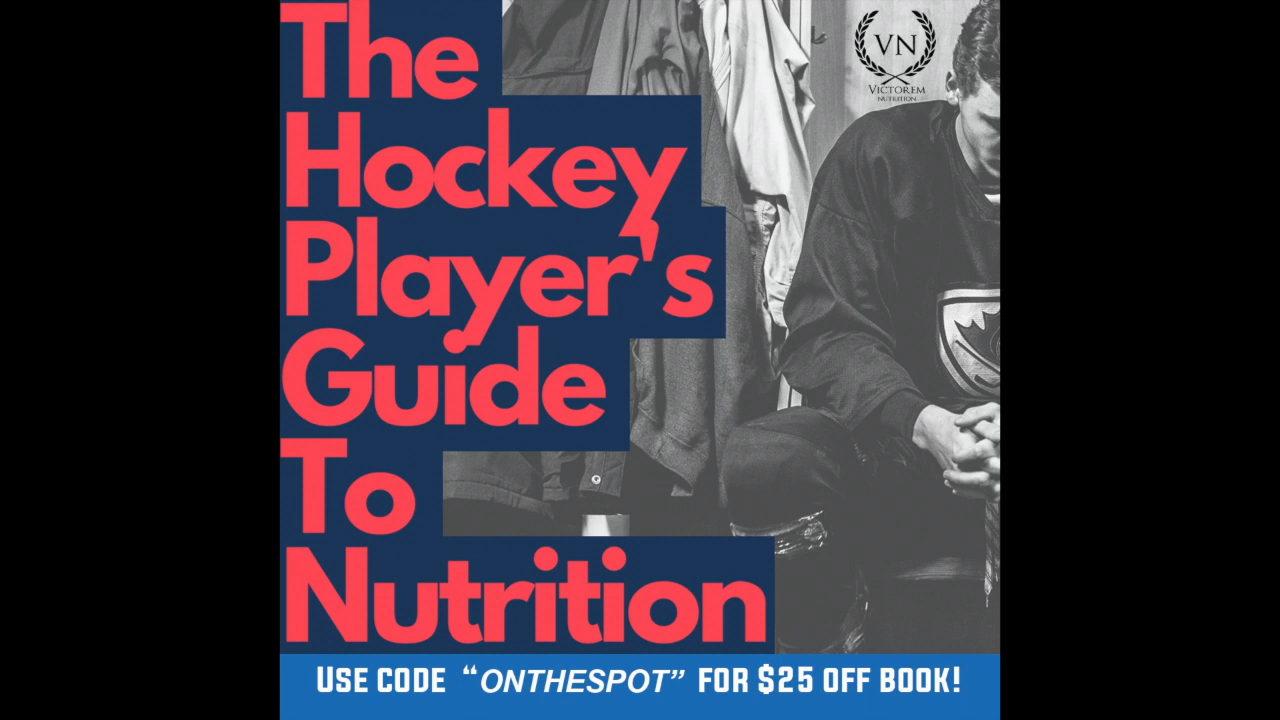 The
Hockey
Player's
Guide
To
Nutrition
VN
VICTOREM
NUTRITION
USE CODE “ONTHESPOT” FOR $25 OFF BOOK!